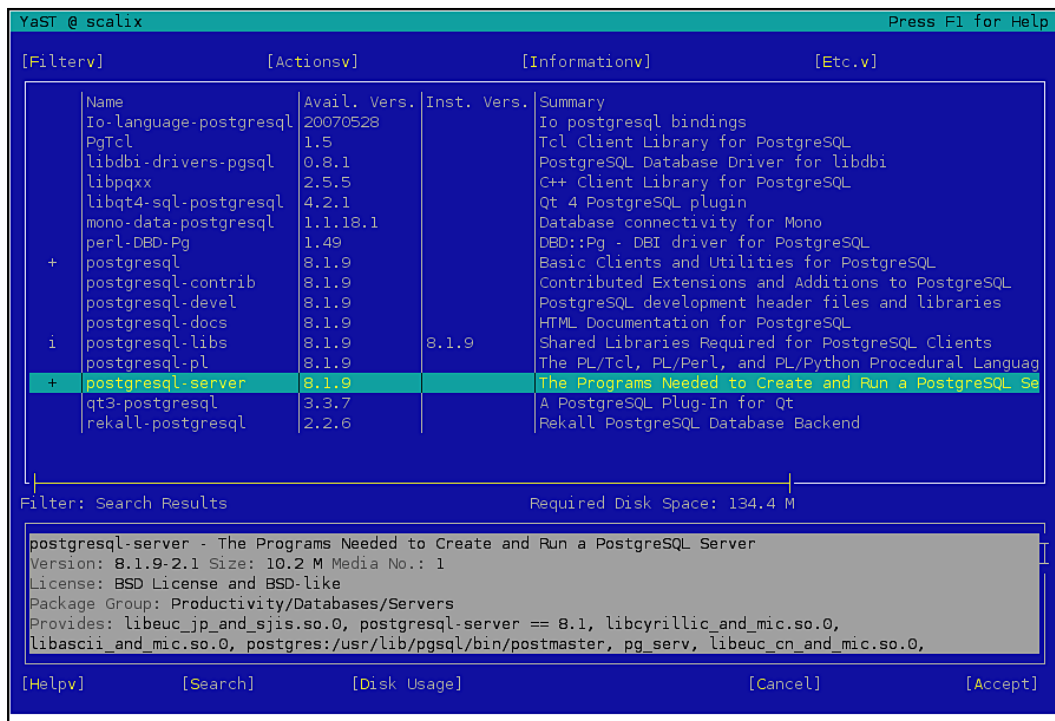 YaST @ scalix Press F1 for Help
[Filterv] [Actionsv] [Informationv] [Etc.v]
Name Avail. Vers. Inst. Vers. Summary
Io-language-postgresql 20070528 Io postgresql bindings
PgTcl 1.5 Tcl Client Library for PostgreSQL
libdbi-drivers-pgsql 0.8.1 PostgreSQL Database Driver for libdbi
libpqxx 2.5.5 C++ Client Library for PostgreSQL
libqt4-sql-postgresql 4.2.1 Qt 4 PostgreSQL plugin
mono-data-postgresql 1.1.18.1 Database connectivity for Mono
perl-DBD-Pg 1.49 DBD::Pg - DBI driver for PostgreSQL
+ postgresql 8.1.9 Basic Clients and Utilities for PostgreSQL
postgresql-contrib 8.1.9 Contributed Extensions and Additions to PostgreSQL
postgresql-devel 8.1.9 PostgreSQL development header files and libraries
postgresql-docs 8.1.9 HTML Documentation for PostgreSQL
i postgresql-libs 8.1.9 8.1.9 Shared Libraries Required for PostgreSQL Clients
postgresql-pl 8.1.9 The PL/Tcl, PL/Perl, and PL/Python Procedural Languag
+ postgresql-server 8.1.9 The Programs Needed to Create and Run a PostgreSQL Se
qt3-postgresql 3.3.7 A PostgreSQL Plug-In for Qt
rekall-postgresql 2.2.6 Rekall PostgreSQL Database Backend
Filter: Search Results Required Disk Space: 134.4 M
postgresql-server - The Programs Needed to Create and Run a PostgreSQL Server
Version: 8.1.9-2.1 Size: 10.2 M Media No.: 1
License: BSD License and BSD-like
Package Group: Productivity/Databases/Servers
Provides: libeuc_jp_and_sjis.so.0, postgresql-server == 8.1, libcyrillic_and_mic.so.0,
libascii_and_mic.so.0, postgres:/usr/lib/pgsql/bin/postmaster, pg_serv, libeuc_cn_and_mic.so.0,
[Helpv] [Search] [Disk Usage] [Cancel] [Accept]